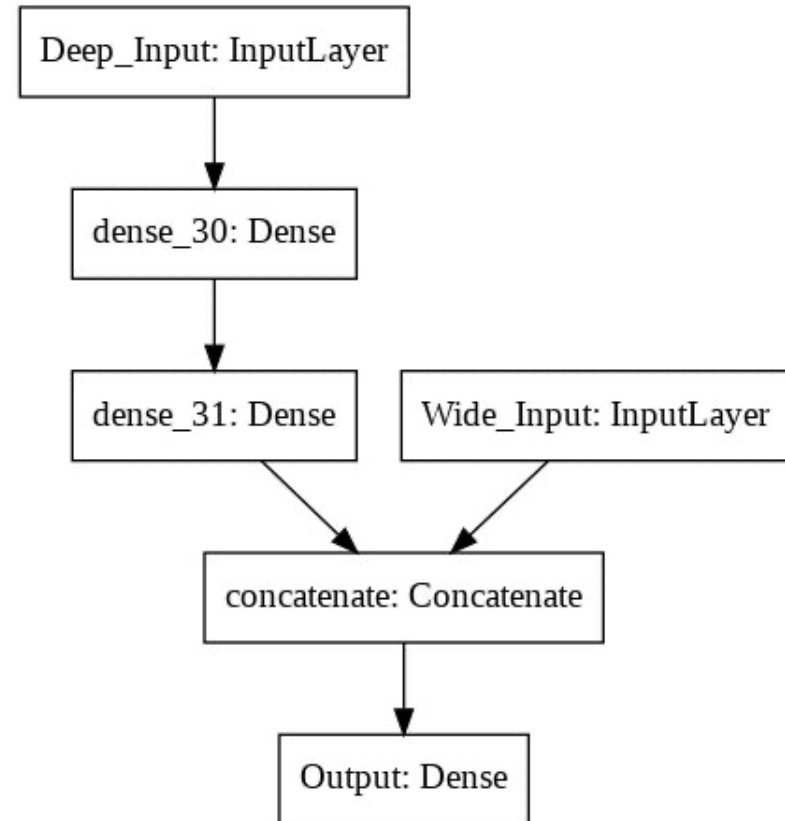 Deep_Input: InputLayer
dense_30: Dense
dense_31: Dense
Wide_Input: InputLayer
concatenate: Concatenate
Output: Dense